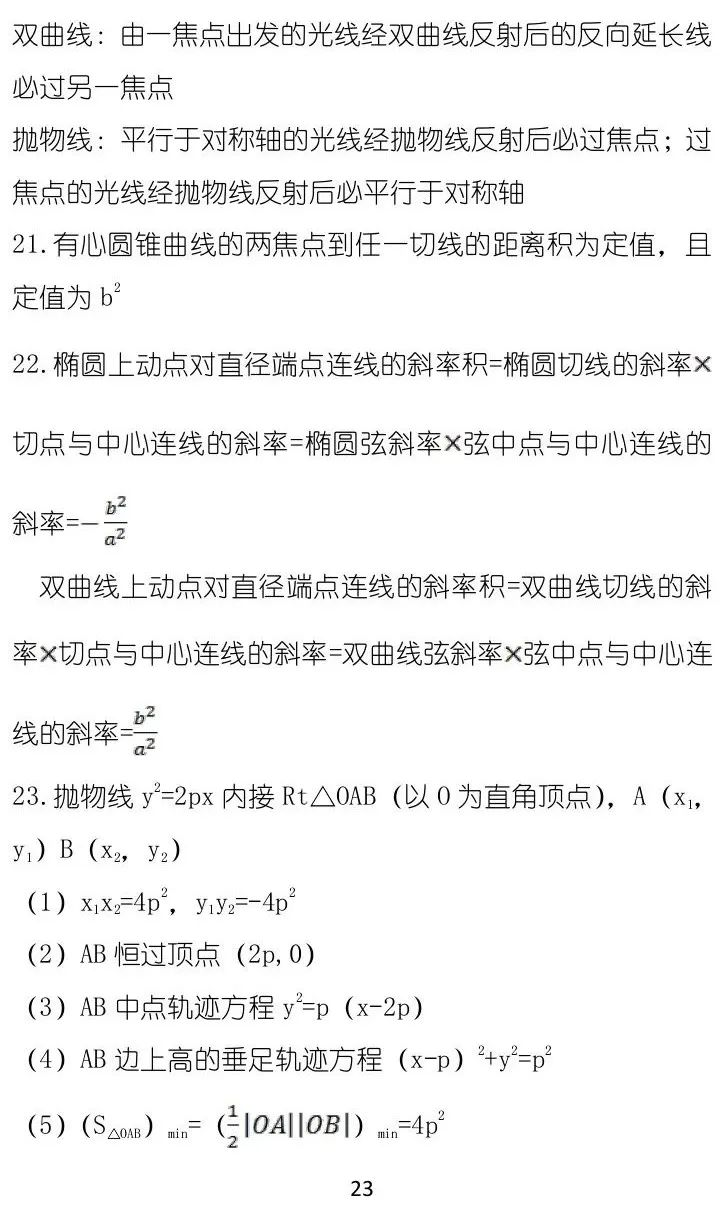 双曲线：由一焦点出发的光线经双曲线反射后的反向延长线
必过另一焦点
抛物线：平行于对称轴的光线经抛物线反射后必过焦点；过
焦点的光线经抛物线反射后必平行于对称轴
21.有心圆锥曲线的两焦点到任一切线的距离积为定值，且
定值为 b²
22.椭圆上动点对直径端点连线的斜率积=椭圆切线的斜率×
切点与中心连线的斜率=椭圆弦斜率×弦中点与中心连线的
斜率=−b²/a²
双曲线上动点对直径端点连线的斜率积=双曲线切线的斜
率×切点与中心连线的斜率=双曲线弦斜率×弦中点与中心连
线的斜率=b²/a²
23.抛物线 y²=2px 内接 Rt△OAB（以 O 为直角顶点），A（x₁，
y₁）B（x₂，y₂）
（1）x₁x₂=4p²，y₁y₂=-4p²
（2）AB 恒过顶点（2p,0）
（3）AB 中点轨迹方程 y²=p（x-2p）
（4）AB 边上高的垂足轨迹方程（x-p）²+y²=p²
（5）(S△OAB）min=（1/2|OA||OB|）min=4p²
23